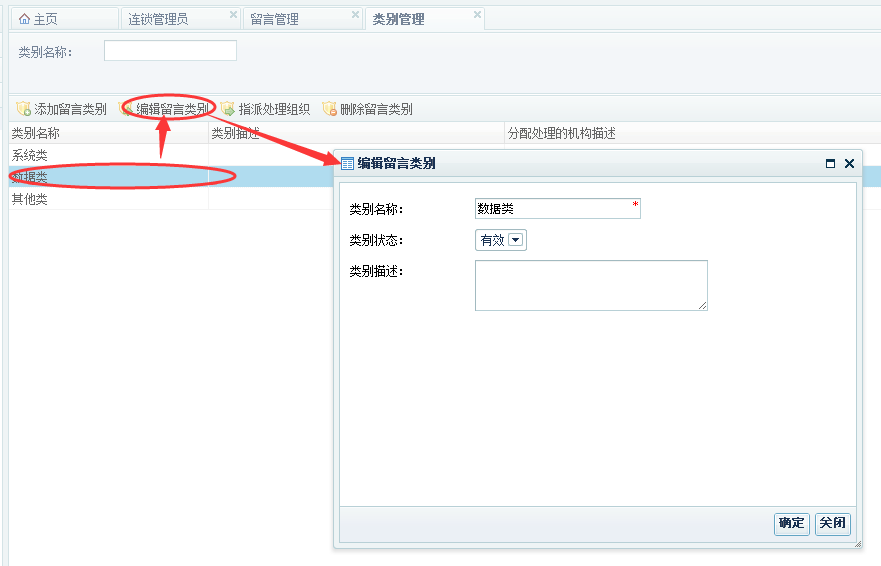 主页 连锁管理员 留言管理 类别管理
类别名称：
添加留言类别 编辑留言类别 指派处理组织 删除留言类别
类别名称 类别描述 分配处理的机构描述
系统类
数据类
其他类
编辑留言类别
类别名称： 数据类 *
类别状态： 有效
类别描述：
确定 关闭